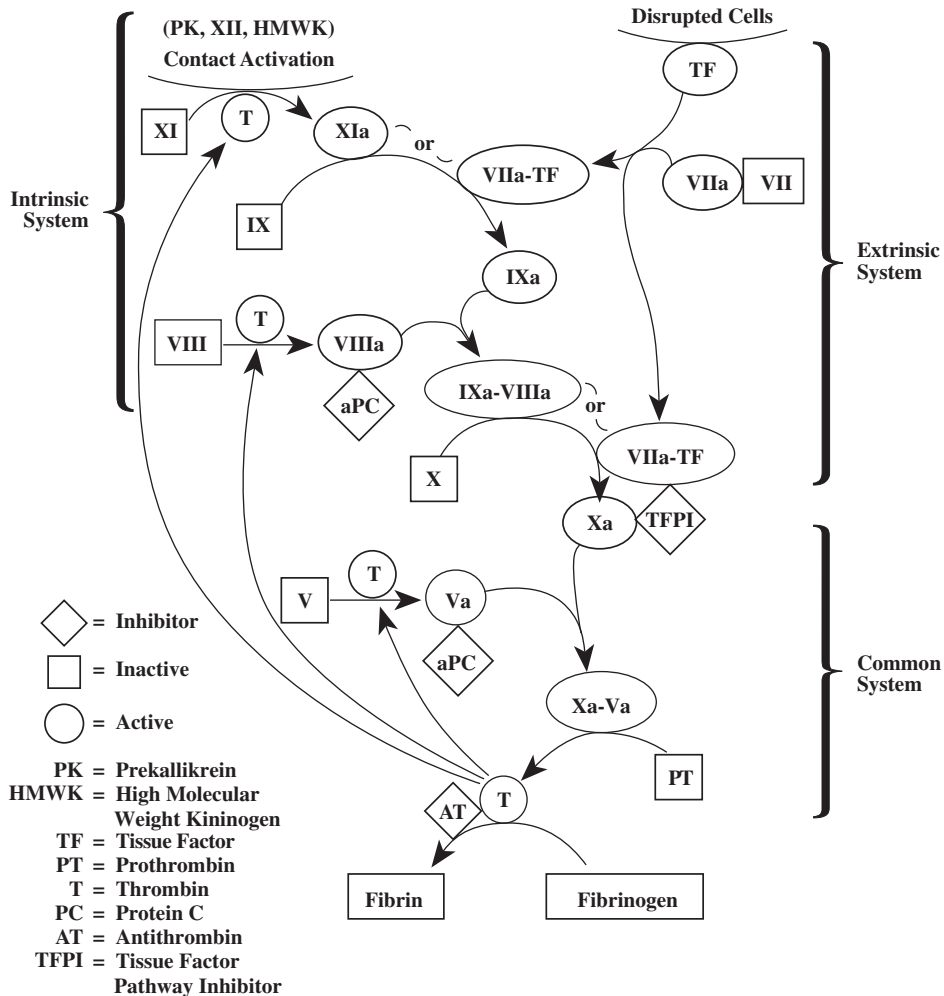 (PK, XII, HMWK)
Contact Activation
Disrupted Cells
TF
XI
T
XIa
or
VIIa-TF
VIIa
VII
Intrinsic
System
IX
IXa
Extrinsic
System
VIII
T
VIIIa
aPC
IXa-VIIIa
or
VIIa-TF
X
Xa
TFPI
V
T
Va
aPC
Xa-Va
PT
Common
System
T
AT
Fibrin
Fibrinogen
= Inhibitor
= Inactive
= Active
PK = Prekallikrein
HMWK = High Molecular
Weight Kininogen
TF = Tissue Factor
PT = Prothrombin
T = Thrombin
PC = Protein C
AT = Antithrombin
TFPI = Tissue Factor
Pathway Inhibitor